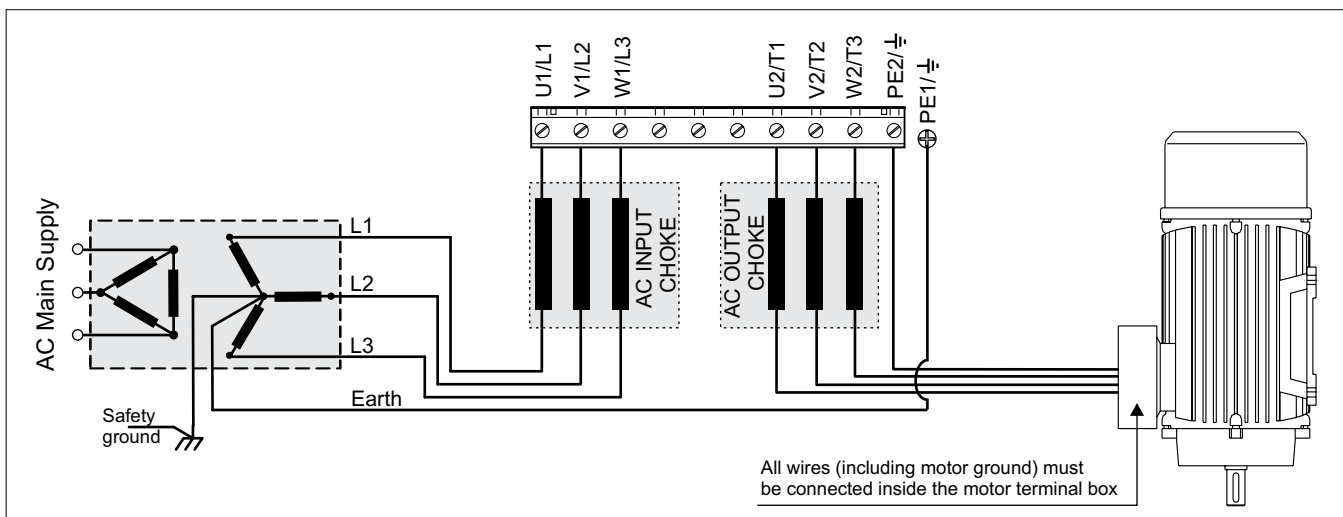 U1/L1
V1/L2
W1/L3
U2/T1
V2/T2
W2/T3
PE2/⏚
PE1/⏚
AC Main Supply
L1
L2
L3
Earth
Safety
ground
AC INPUT
CHOKE
AC OUTPUT
CHOKE
All wires (including motor ground) must
be connected inside the motor terminal box